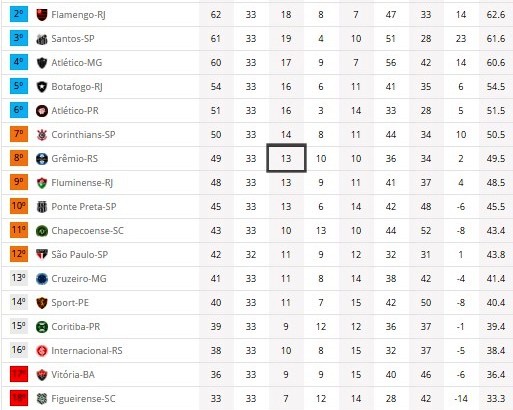 2º Flamengo-RJ 62 33 18 8 7 47 33 14 62.6
3º Santos-SP 61 33 19 4 10 51 28 23 61.6
4º Atlético-MG 60 33 17 9 7 56 42 14 60.6
5º Botafogo-RJ 54 33 16 6 11 41 35 6 54.5
6º Atlético-PR 51 33 16 3 14 33 28 5 51.5
7º Corinthians-SP 50 33 14 8 11 44 34 10 50.5
8º Grêmio-RS 49 33 13 10 10 36 34 2 49.5
9º Fluminense-RJ 48 33 13 9 11 41 37 4 48.5
10º Ponte Preta-SP 45 33 13 6 14 42 48 -6 45.5
11º Chapecoense-SC 43 33 10 13 10 44 52 -8 43.4
12º São Paulo-SP 42 32 11 9 12 32 31 1 43.8
13º Cruzeiro-MG 41 33 11 8 14 38 42 -4 41.4
14º Sport-PE 40 33 11 7 15 42 50 -8 40.4
15º Coritiba-PR 39 33 9 12 12 36 37 -1 39.4
16º Internacional-RS 38 33 10 8 15 32 37 -5 38.4
17º Vitória-BA 36 33 9 9 15 40 46 -6 36.4
18º Figueirense-SC 33 33 7 12 14 28 42 -14 33.3